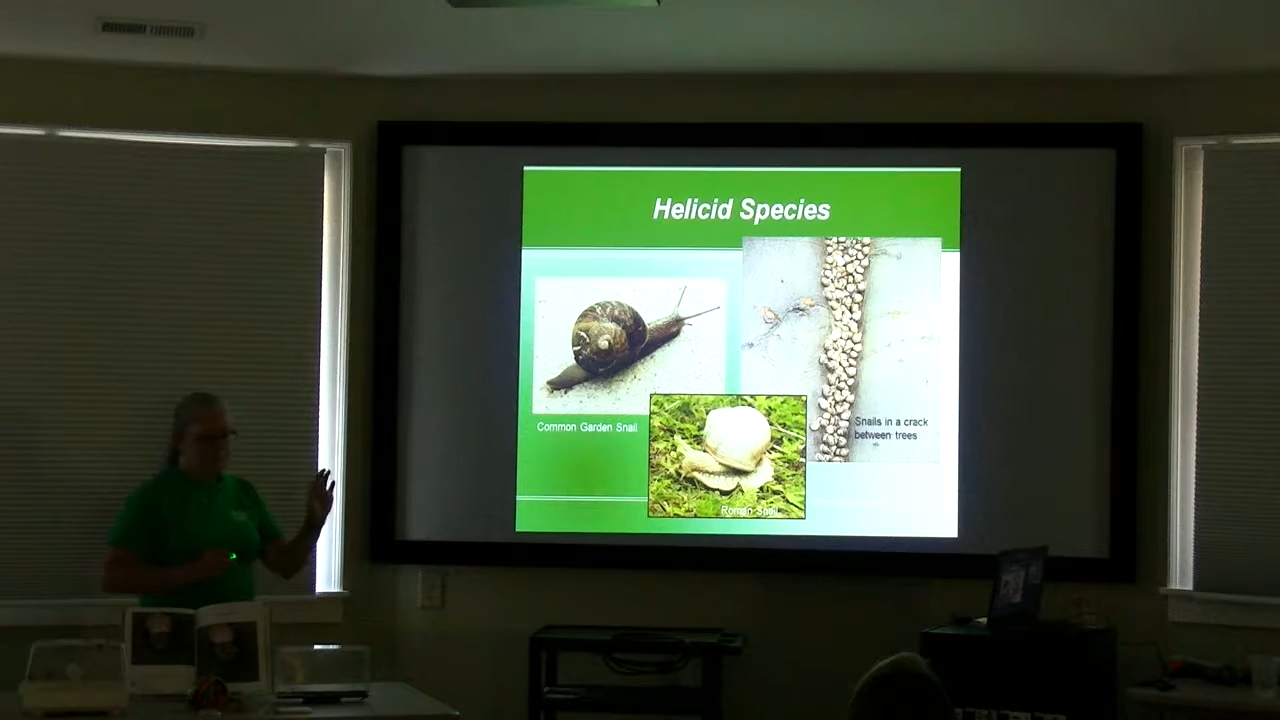 Helicid Species
Common Garden Snail
Snails in a crack
between trees
Roman Snail